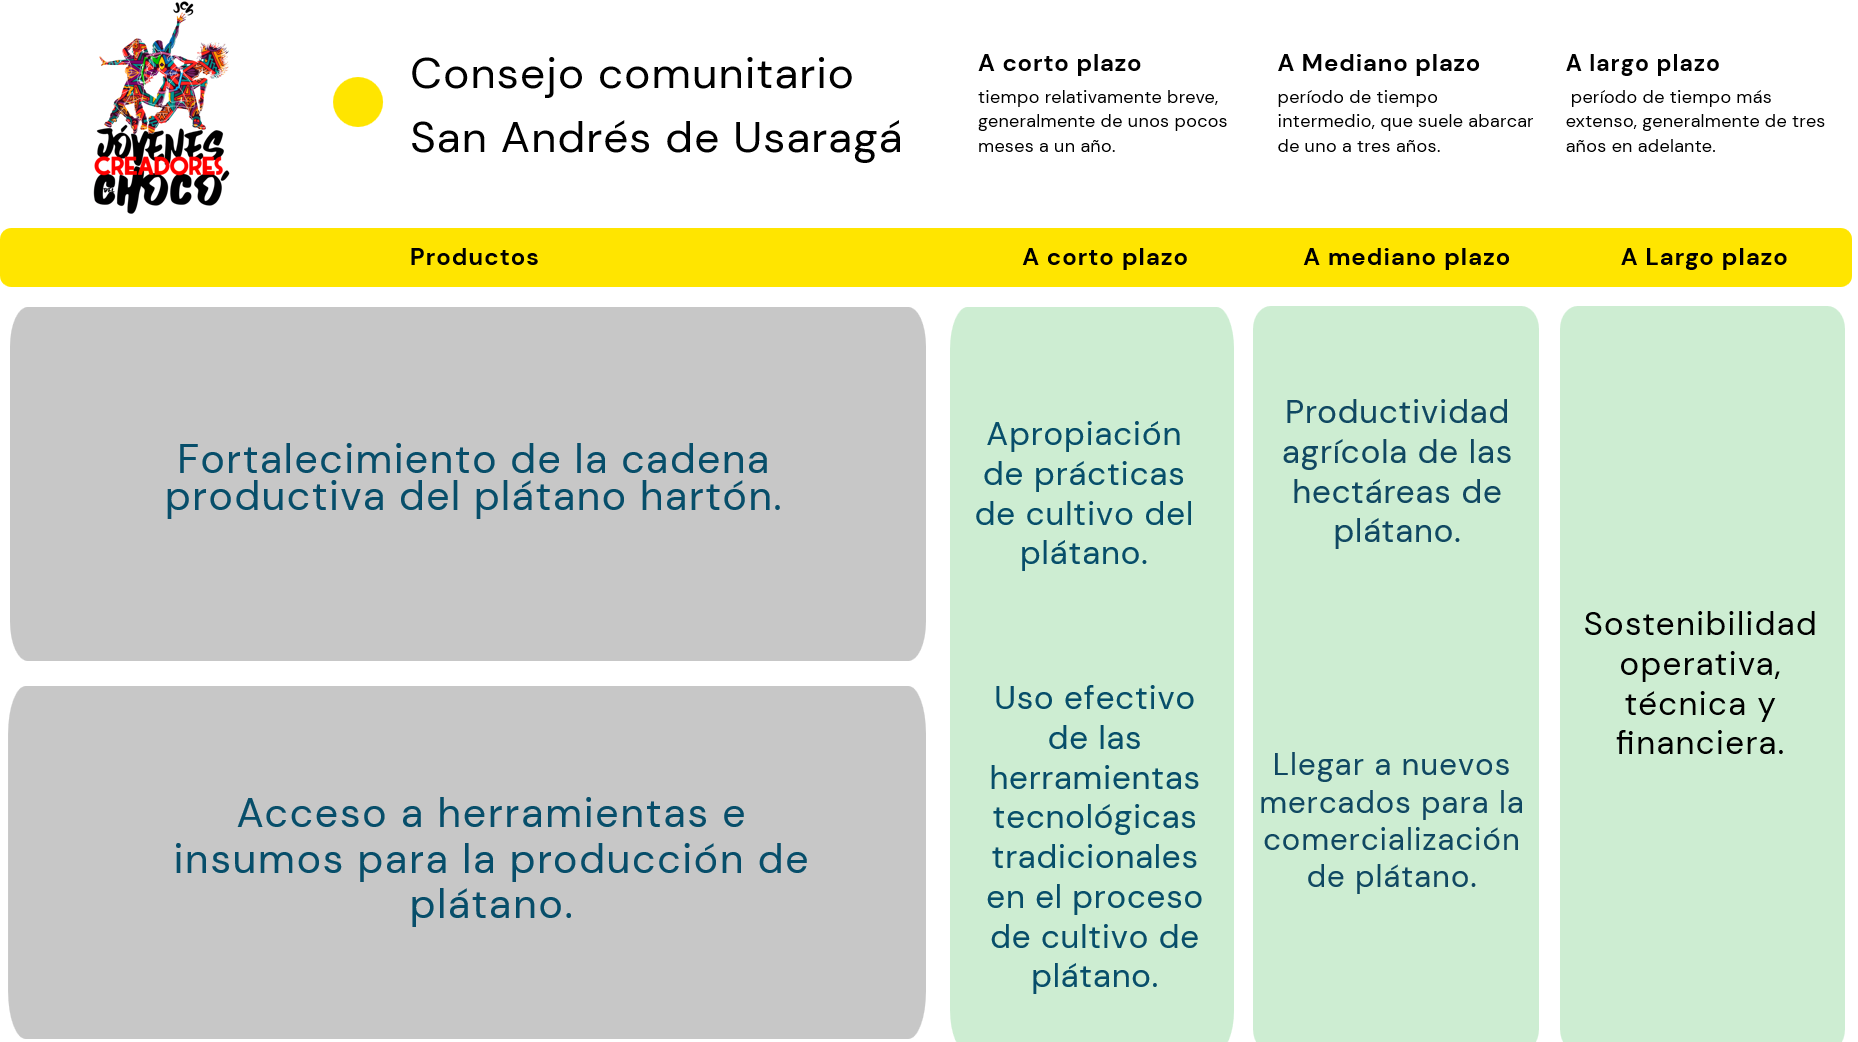 Jch
JÓVENES
CREADORES
DEL
CHOCÓ
Consejo comunitario
San Andrés de Usaragá
A corto plazo
tiempo relativamente breve,
generalmente de unos pocos
meses a un año.
A Mediano plazo
período de tiempo
intermedio, que suele abarcar
de uno a tres años.
A largo plazo
período de tiempo más
extenso, generalmente de tres
años en adelante.
Productos
A corto plazo
A mediano plazo
A Largo plazo
Fortalecimiento de la cadena
productiva del plátano hartón.
Acceso a herramientas e
insumos para la producción de
plátano.
Apropiación
de prácticas
de cultivo del
plátano.
Uso efectivo
de las
herramientas
tecnológicas
tradicionales
en el proceso
de cultivo de
plátano.
Productividad
agrícola de las
hectáreas de
plátano.
Llegar a nuevos
mercados para la
comercialización
de plátano.
Sostenibilidad
operativa,
técnica y
financiera.